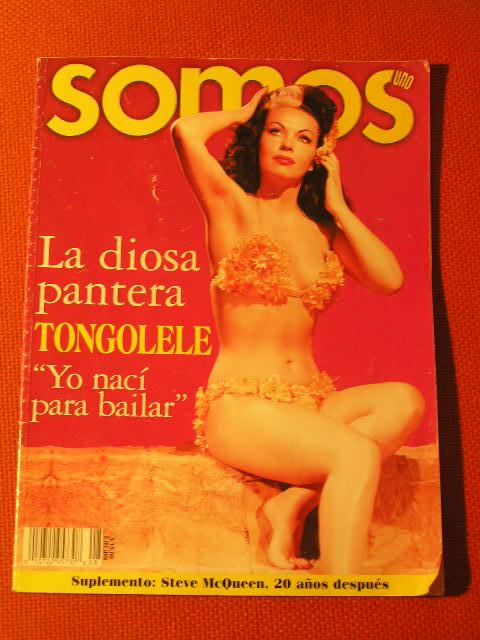 somos
uno
La diosa
pantera
TONGOLELE
"Yo nací
para bailar"
Suplemento: Steve McQueen, 20 años después